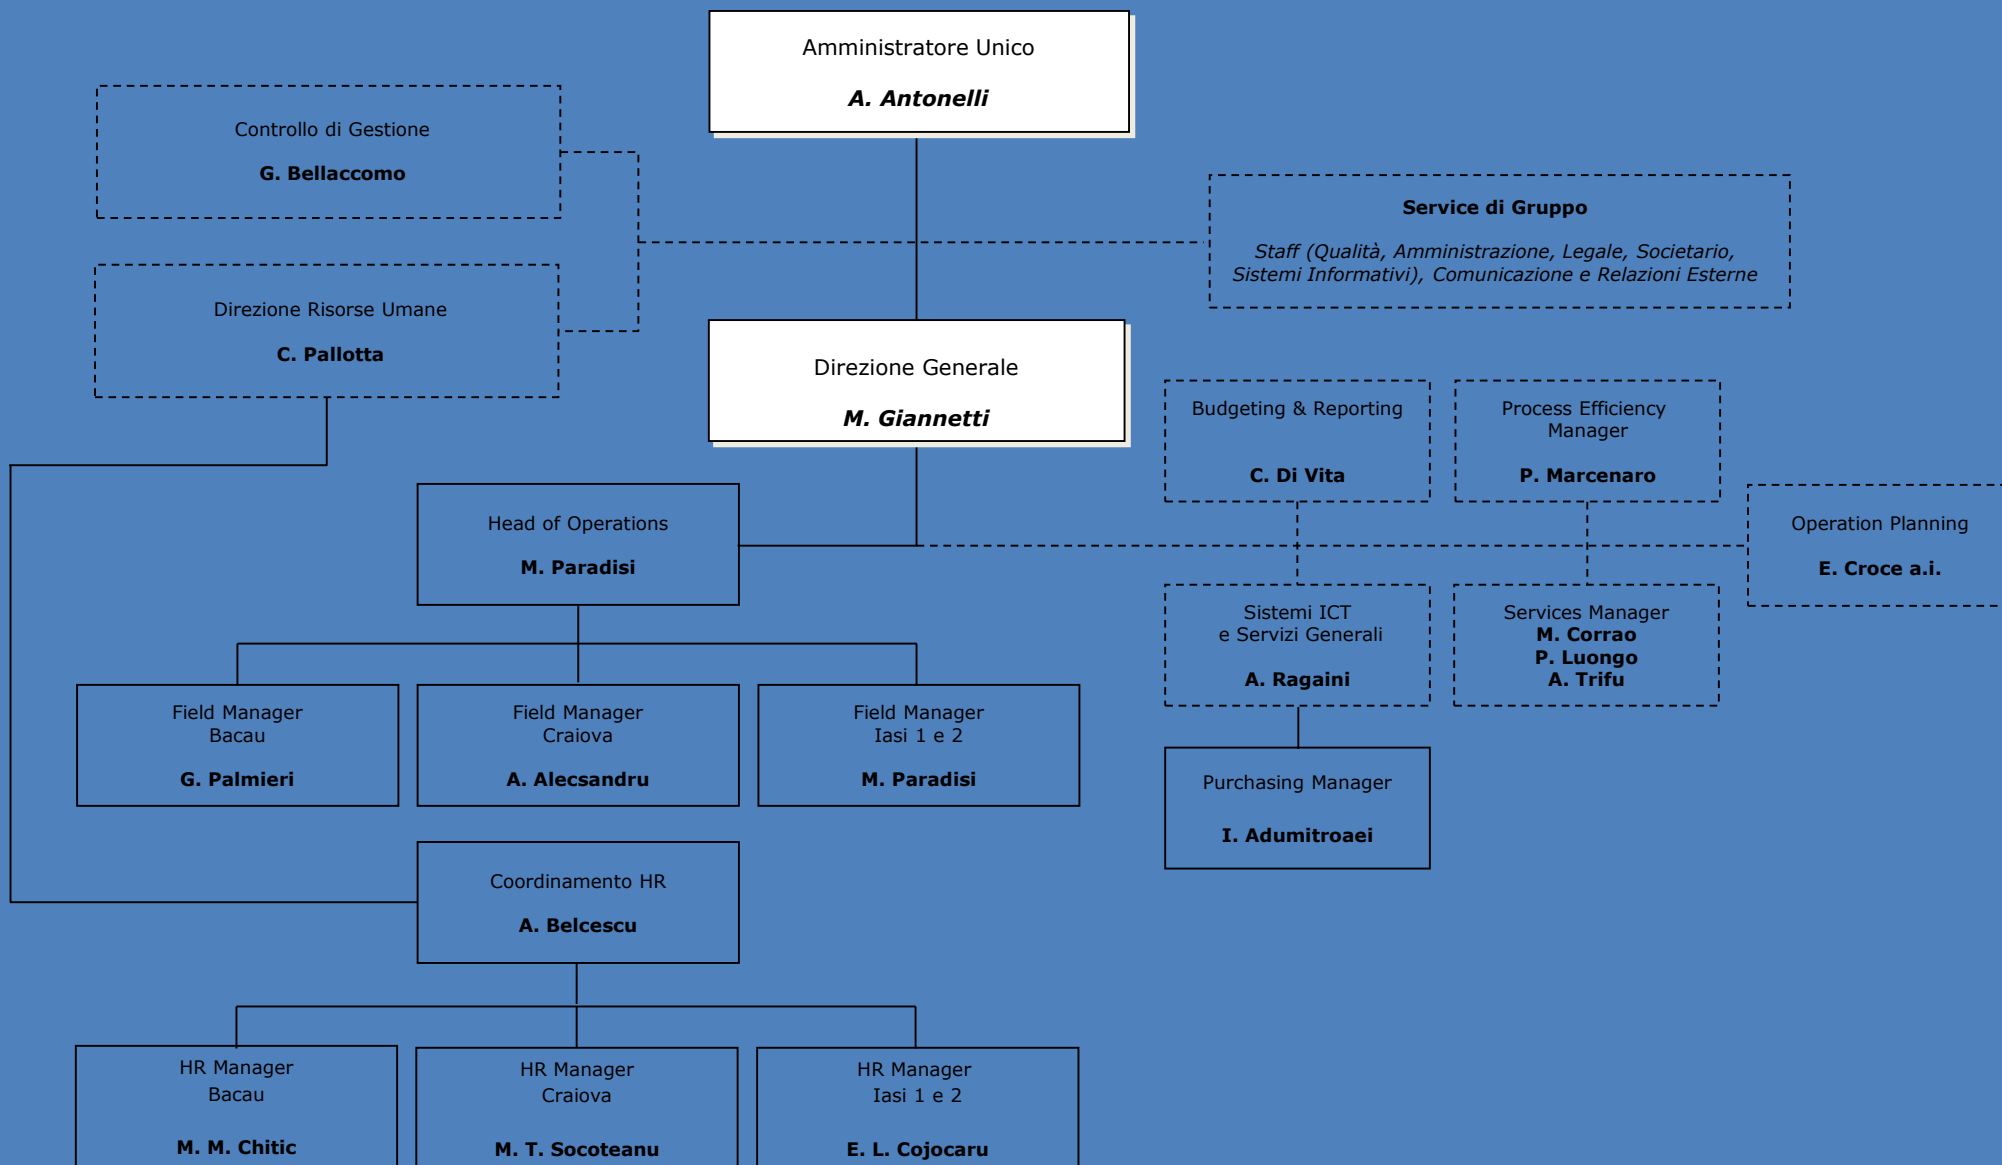 Amministratore Unico
A. Antonelli
Controllo di Gestione
G. Bellaccomo
Service di Gruppo
Staff (Qualità, Amministrazione, Legale, Societario,
Sistemi Informativi), Comunicazione e Relazioni Esterne
Direzione Risorse Umane
C. Pallotta
Direzione Generale
M. Giannetti
Budgeting & Reporting
C. Di Vita
Process Efficiency
Manager
P. Marcenaro
Head of Operations
M. Paradisi
Operation Planning
E. Croce a.i.
Sistemi ICT
e Servizi Generali
A. Ragaini
Services Manager
M. Corrao
P. Luongo
A. Trifu
Field Manager
Bacau
G. Palmieri
Field Manager
Craiova
A. Alecsandru
Field Manager
Iasi 1 e 2
M. Paradisi
Purchasing Manager
I. Adumitroaei
Coordinamento HR
A. Belcescu
HR Manager
Bacau
M. M. Chitic
HR Manager
Craiova
M. T. Socoteanu
HR Manager
Iasi 1 e 2
E. L. Cojocaru